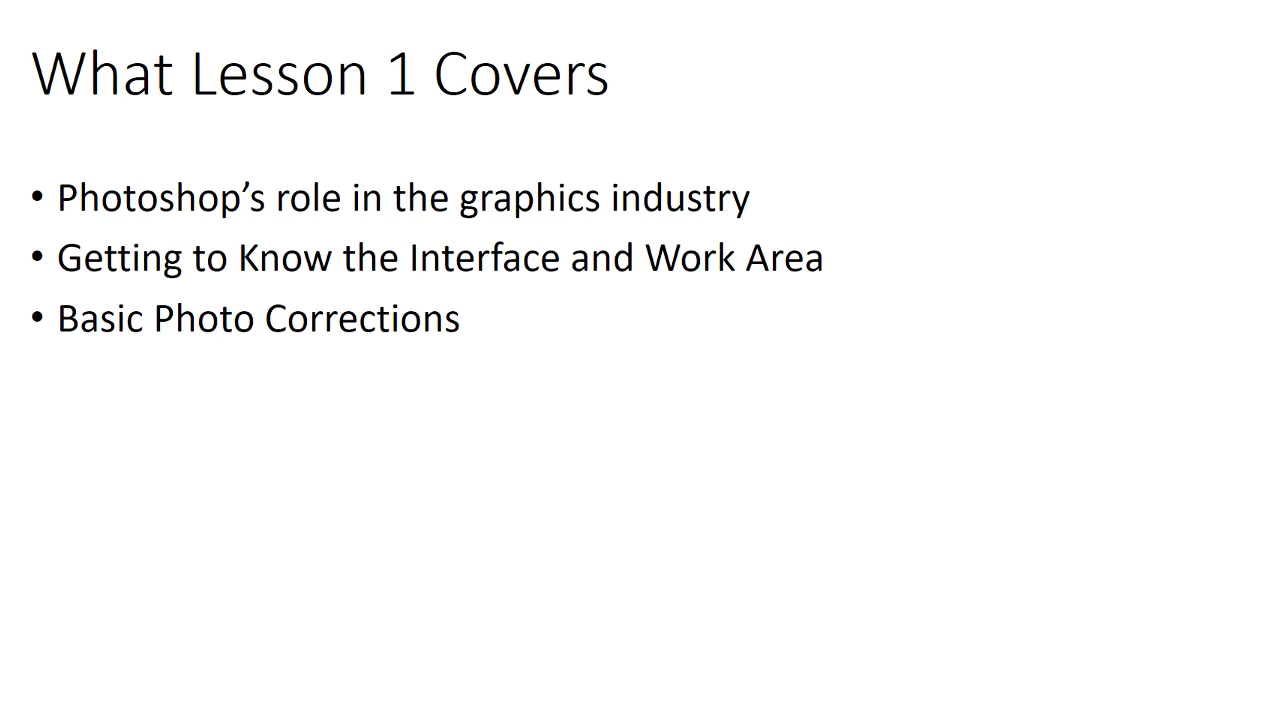 What Lesson 1 Covers
• Photoshop’s role in the graphics industry
• Getting to Know the Interface and Work Area
• Basic Photo Corrections